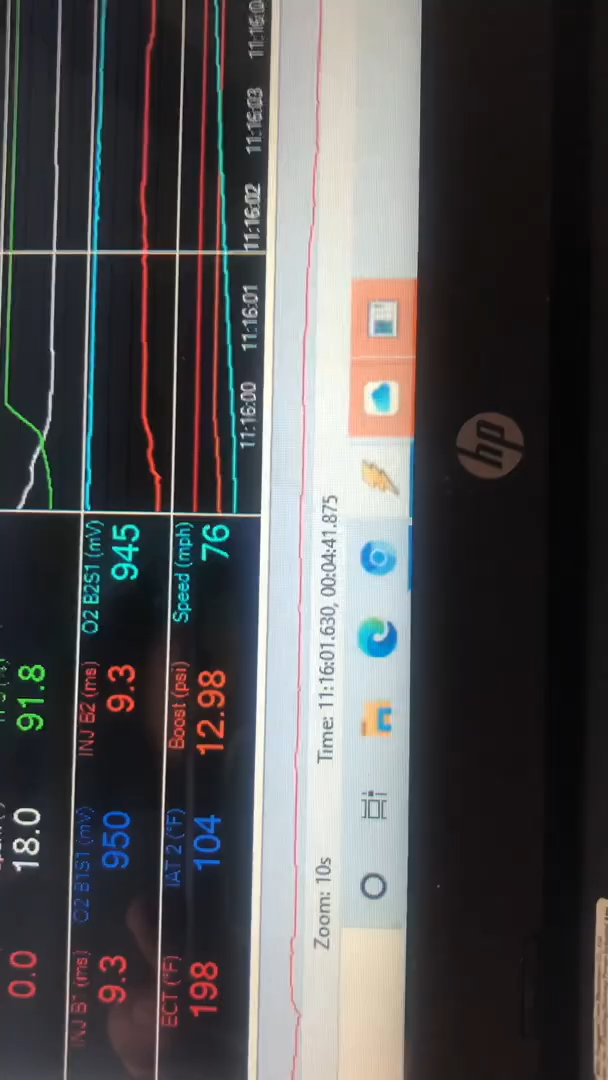 0.0 18.0 91.8
INJ B1 (ms) O2 B1S1 (mV) INJ B2 (ms) O2 B2S1 (mV)
9.3 950 9.3 945
ECT (°F) IAT 2 (°F) Boost (psi) Speed (mph)
198 104 12.98 76
11:16:00 11:16:01 11:16:02 11:16:03
Zoom: 10s Time: 11:16:01.630, 00:04:41.875
hp